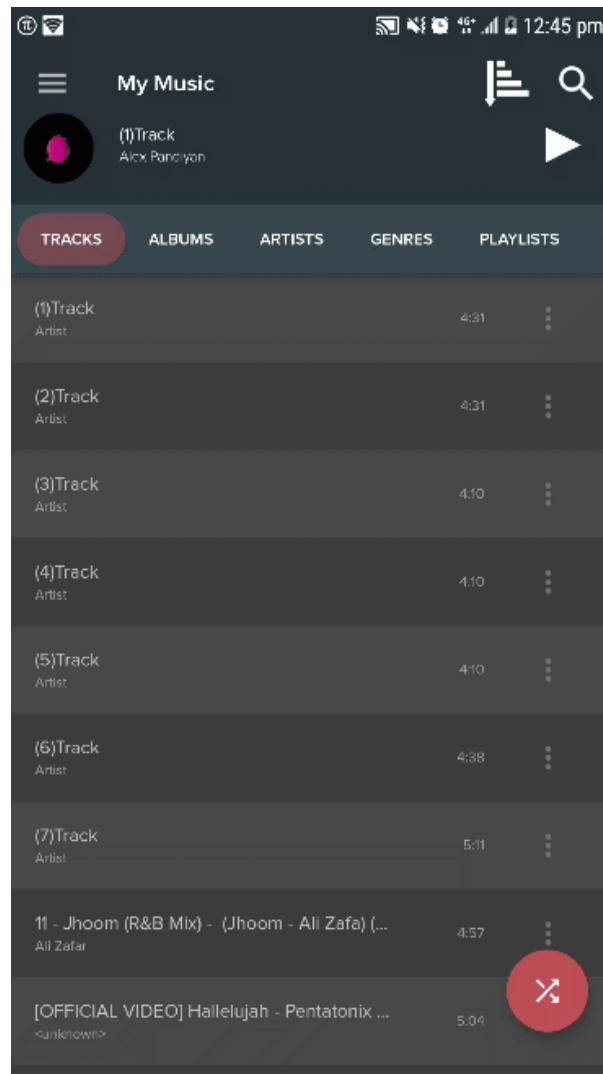 12:45 pm
My Music
(1)Track
Alex Pandiyan
TRACKS ALBUMS ARTISTS GENRES PLAYLISTS
(1)Track
4:31
Artist
(2)Track
4:31
Artist
(3)Track
4:10
Artist
(4)Track
4:10
Artist
(5)Track
4:10
Artist
(6)Track
4:38
Artist
(7)Track
5:11
Artist
11 - Jhoom (R&B Mix) - (Jhoom - Ali Zafa) (...
4:57
Ali Zafar
[OFFICIAL VIDEO] Hallelujah - Pentatonix ...
5:04
<unknown>